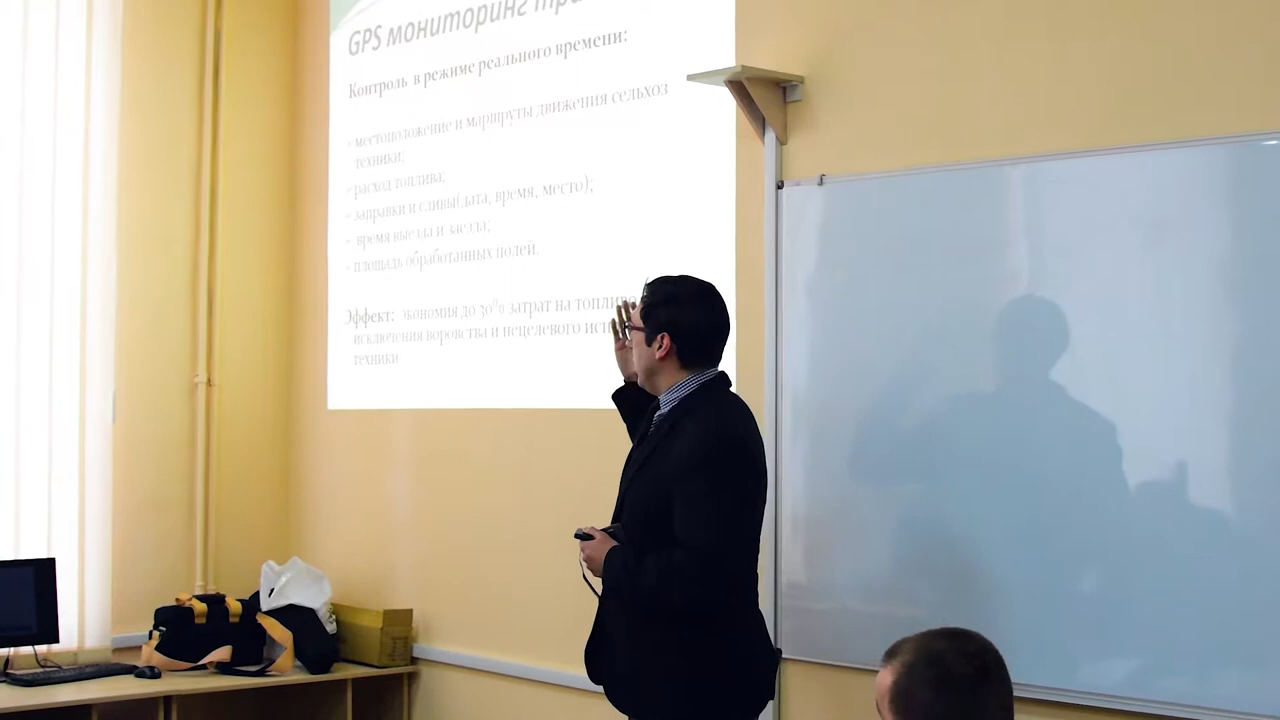 GPS мониторинг
Контроль в режиме реального времени:
местоположение и маршруты движения сельхоз
техники;
расход топлива;
заправки и сливы(дата, время, место);
время выезда и заезда;
площадь обработанных полей.
Эффект: экономия до 30% затрат на топливо
исключения воровства и нецелевого
техники